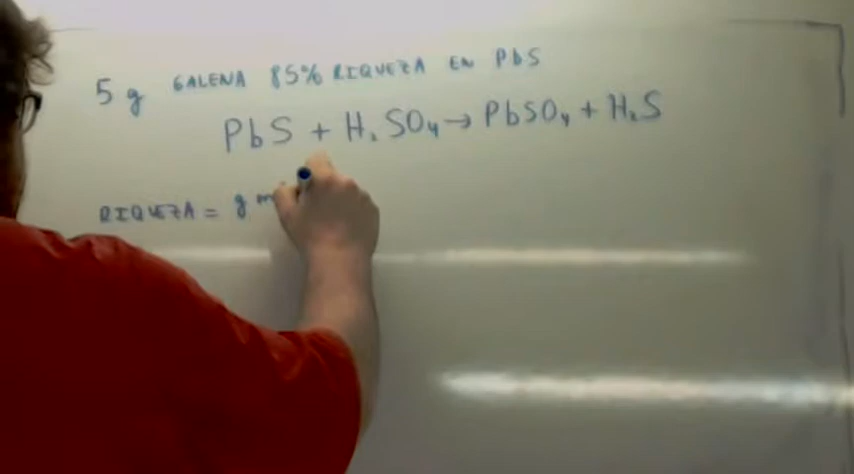 5 g GALENA 85% RIQUEZA EN PbS
PbS + H₂SO₄ → PbSO₄ + H₂S
RIQUEZA = g